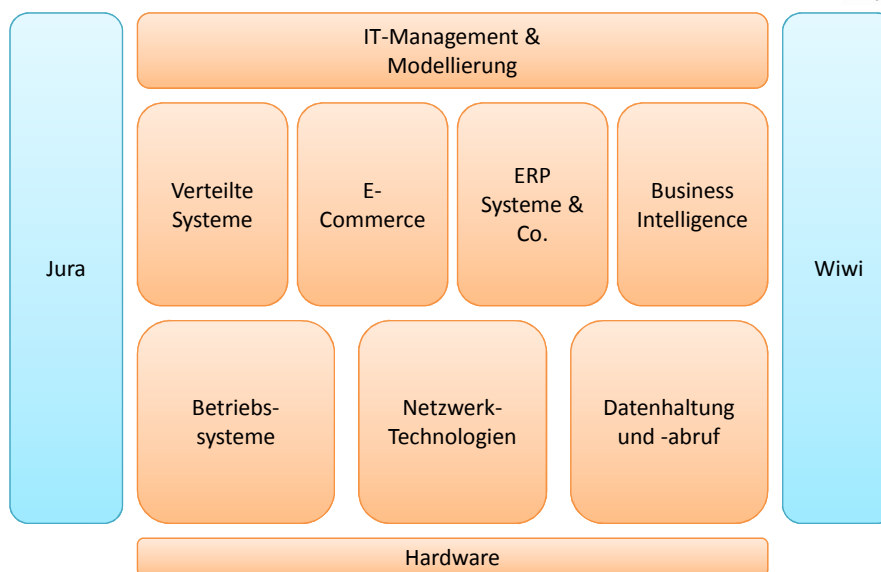 IT-Management &
Modellierung
Verteilte
Systeme
E-
Commerce
ERP
Systeme &
Co.
Business
Intelligence
Jura
Wiwi
Betriebs-
systeme
Netzwerk-
Technologien
Datenhaltung
und -abruf
Hardware